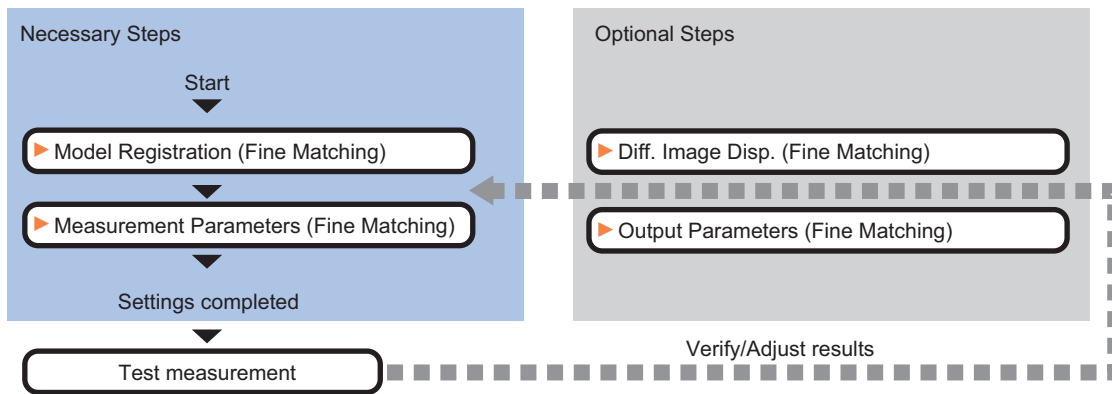 Necessary Steps
Start
Model Registration (Fine Matching)
Measurement Parameters (Fine Matching)
Settings completed
Test measurement
Optional Steps
Diff. Image Disp. (Fine Matching)
Output Parameters (Fine Matching)
Verify/Adjust results